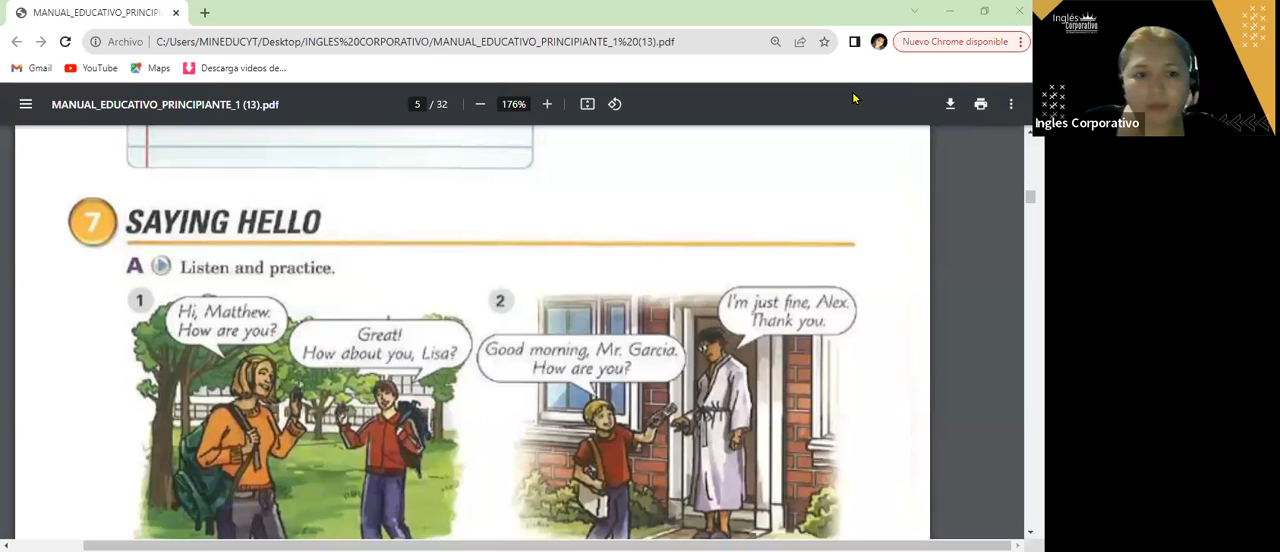 MANUAL_EDUCATIVO_PRINCIPI
Archivo
C:/Users/MINEDUCYT/Desktop/INGLES%20CORPORATIVO/MANUAL_EDUCATIVO_PRINCIPIANTE_1%20(13).pdf
Nuevo Chrome disponible
Gmail
YouTube
Maps
Descarga videos de...
MANUAL_EDUCATIVO_PRINCIPIANTE_1 (13).pdf
5 / 32
176%
Inglés
Corporativo
Ingles Corporativo
7 SAYING HELLO
A Listen and practice.
1
Hi, Matthew.
How are you?
Great!
How about you, Lisa?
2
Good morning, Mr. Garcia.
How are you?
I'm just fine, Alex.
Thank you.